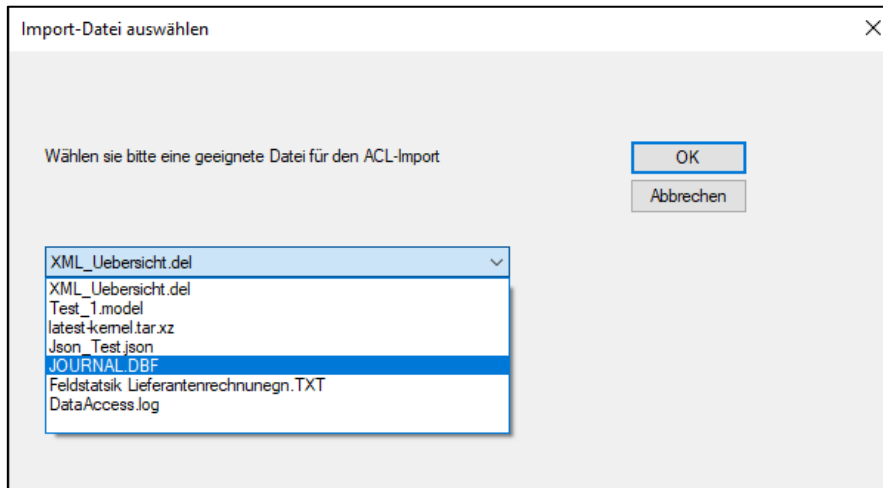 Import-Datei auswählen
Wählen sie bitte eine geeignete Datei für den ACL-Import
OK
Abbrechen
XML_Uebersicht.del
XML_Uebersicht.del
Test_1.model
latest-kernel.tar.xz
Json_Test.json
JOURNAL.DBF
Feldstatsik Lieferantenrechnunegn.TXT
DataAccess.log